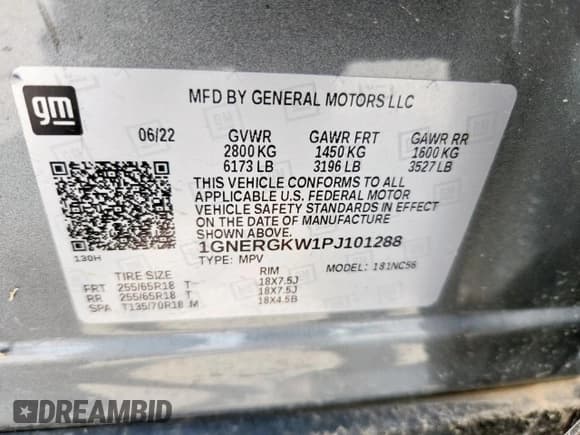 gm
MFD BY GENERAL MOTORS LLC
06/22 GVWR GAWR FRT GAWR RR
2800 KG 1450 KG 1600 KG
6173 LB 3196 LB 3527 LB
THIS VEHICLE CONFORMS TO ALL
APPLICABLE U.S. FEDERAL MOTOR
VEHICLE SAFETY STANDARDS IN EFFECT
ON THE DATE OF MANUFACTURE
SHOWN ABOVE.
130H 1GNERGKW1PJ101288
TYPE: MPV MODEL: 181NC56
TIRE SIZE RIM
FRT 255/65R18 T~ 18X7.5J
RR 255/65R18 T~ 18X7.5J
SPA T135/70R18 M 18X4.5B
DREAMBID